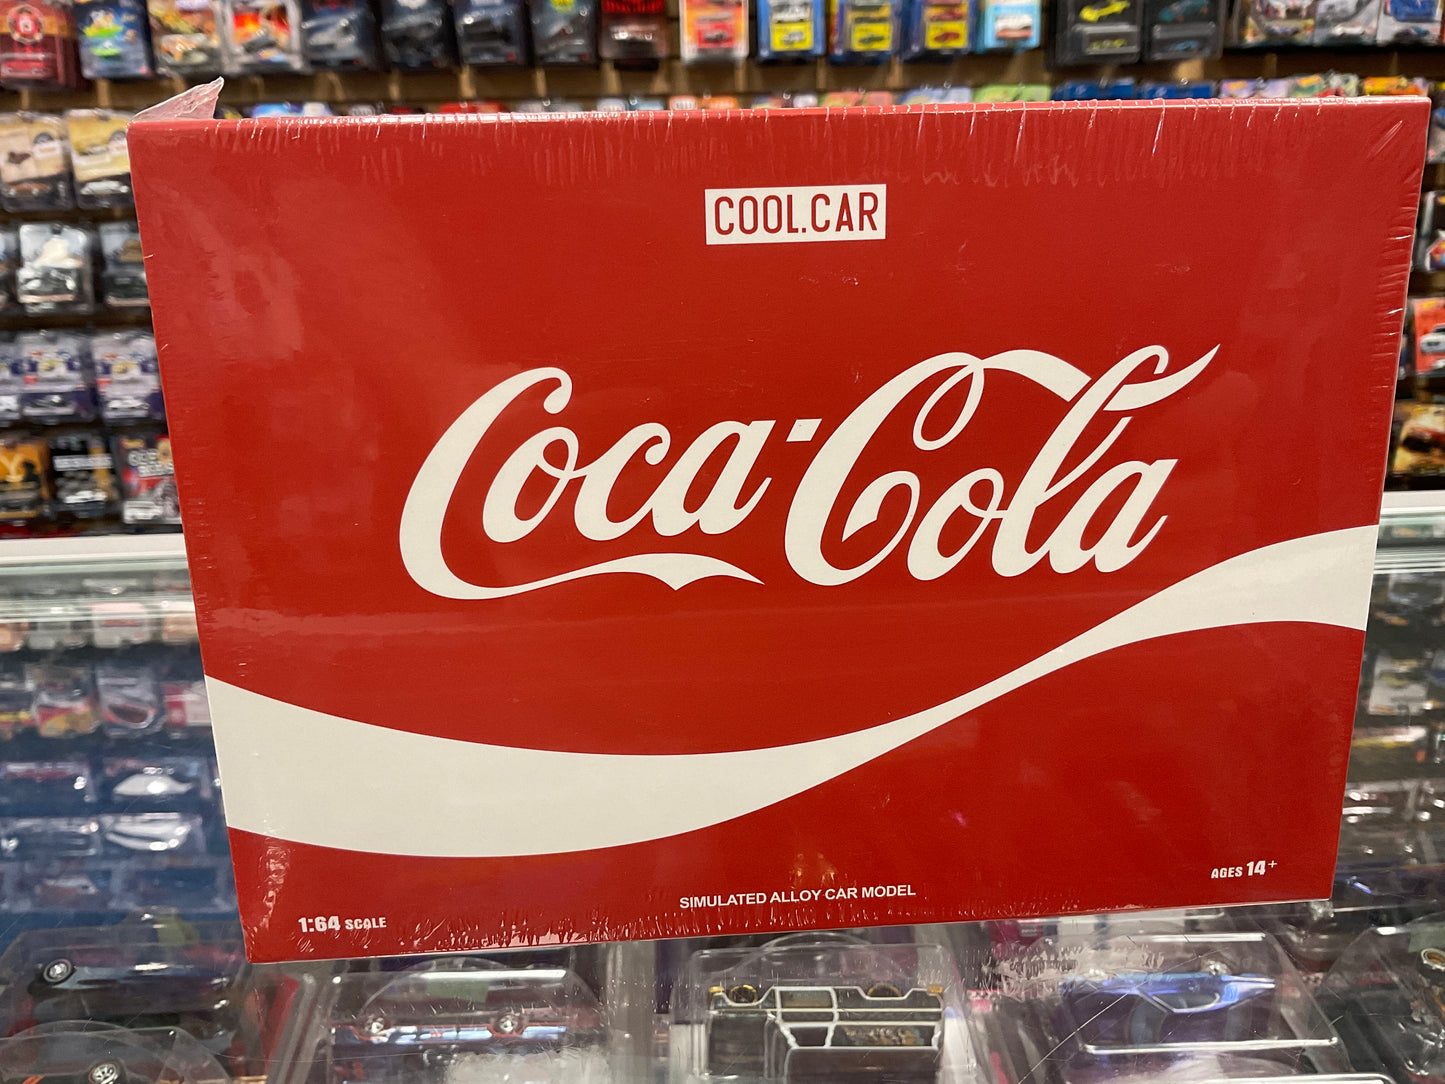 COOL.CAR
Coca-Cola
SIMULATED ALLOY CAR MODEL
AGES 14+
1:64 SCALE